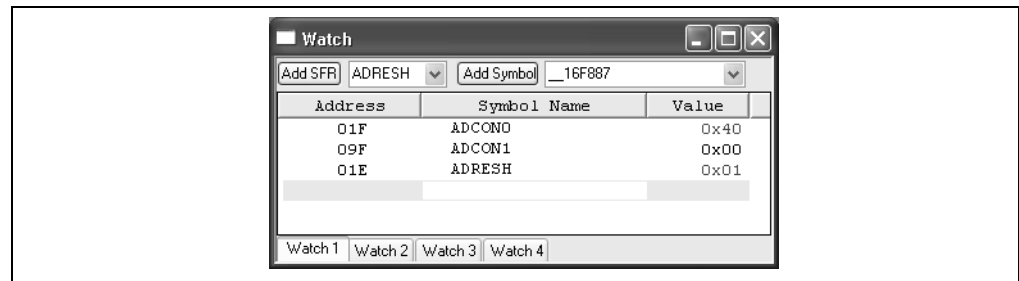 Watch
Add SFR ADRESH Add Symbol __16F887
Address Symbol Name Value
01F ADCON0 0x40
09F ADCON1 0x00
01E ADRESH 0x01
Watch 1 Watch 2 Watch 3 Watch 4